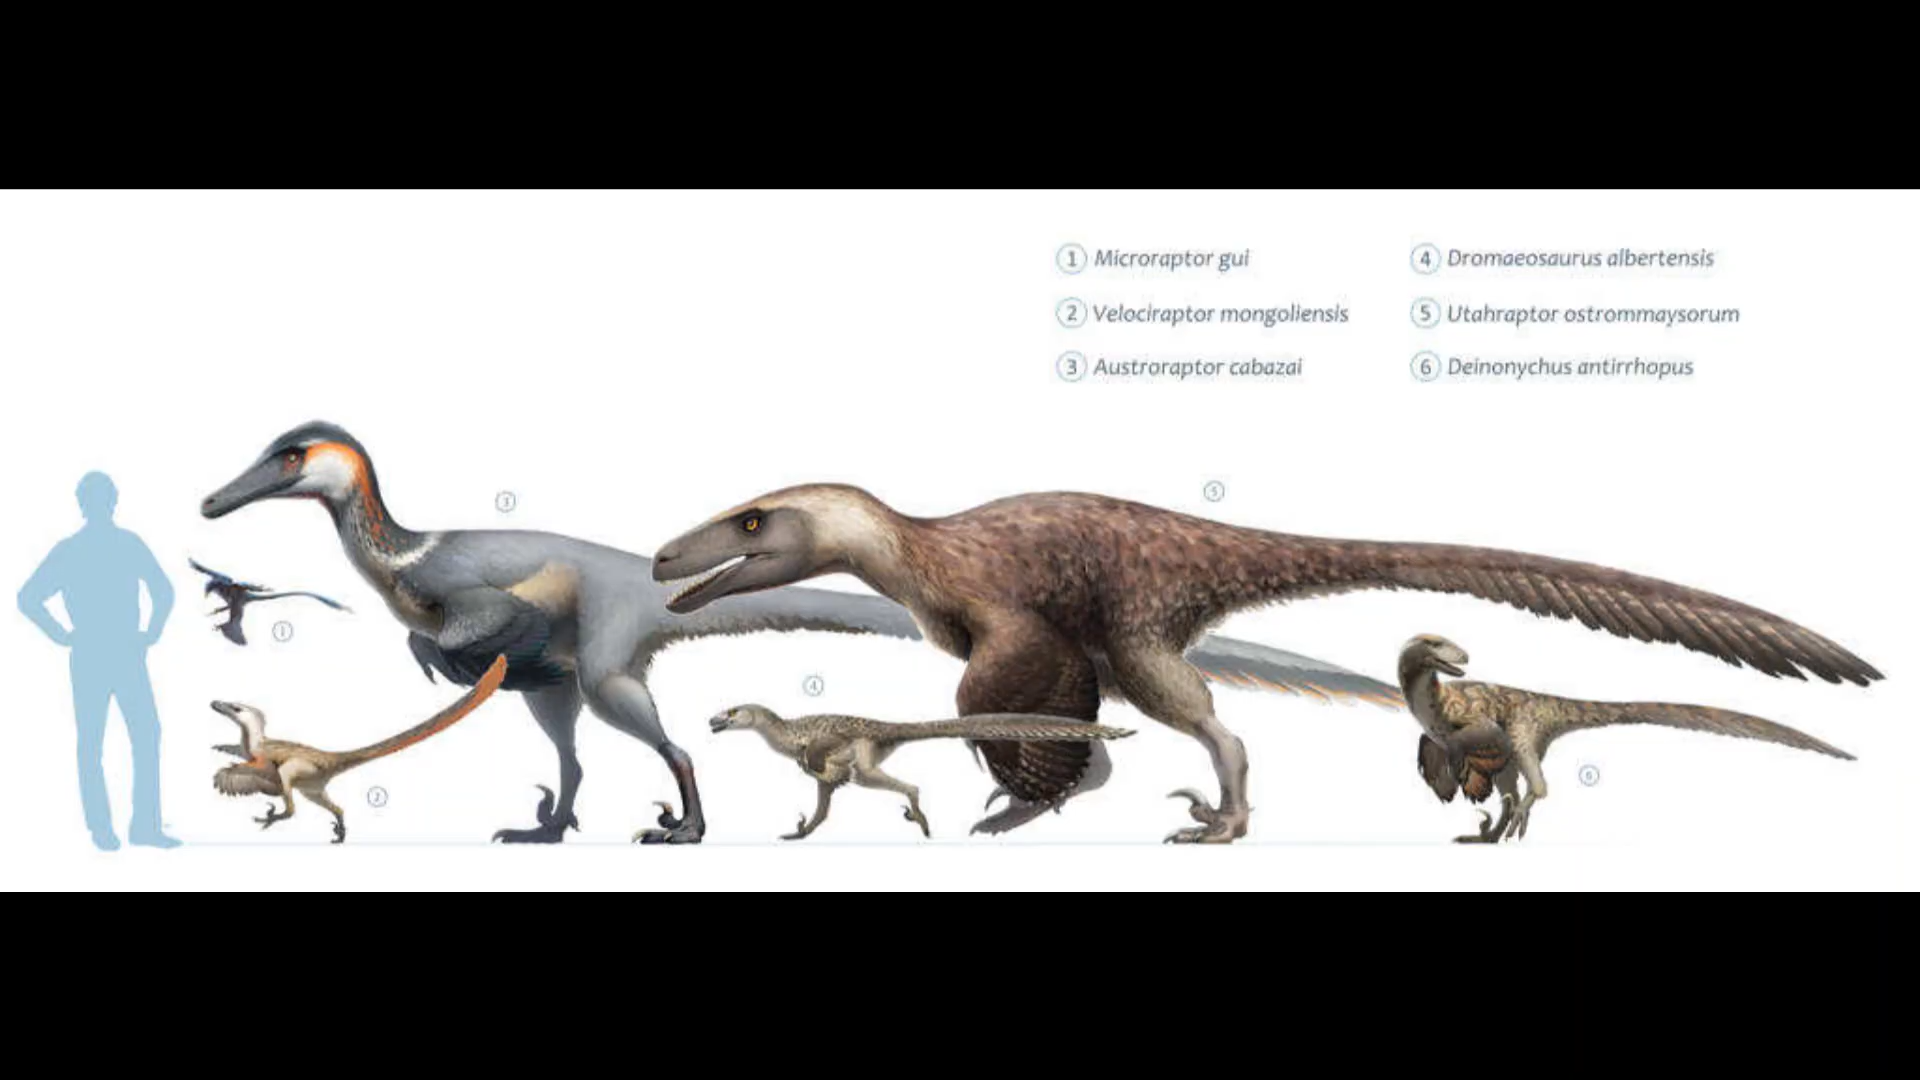 1 Microraptor gui
2 Velociraptor mongoliensis
3 Austroraptor cabazai
4 Dromaeosaurus albertensis
5 Utahraptor ostrommaysorum
6 Deinonychus antirrhopus
3
5
1
4
2
6